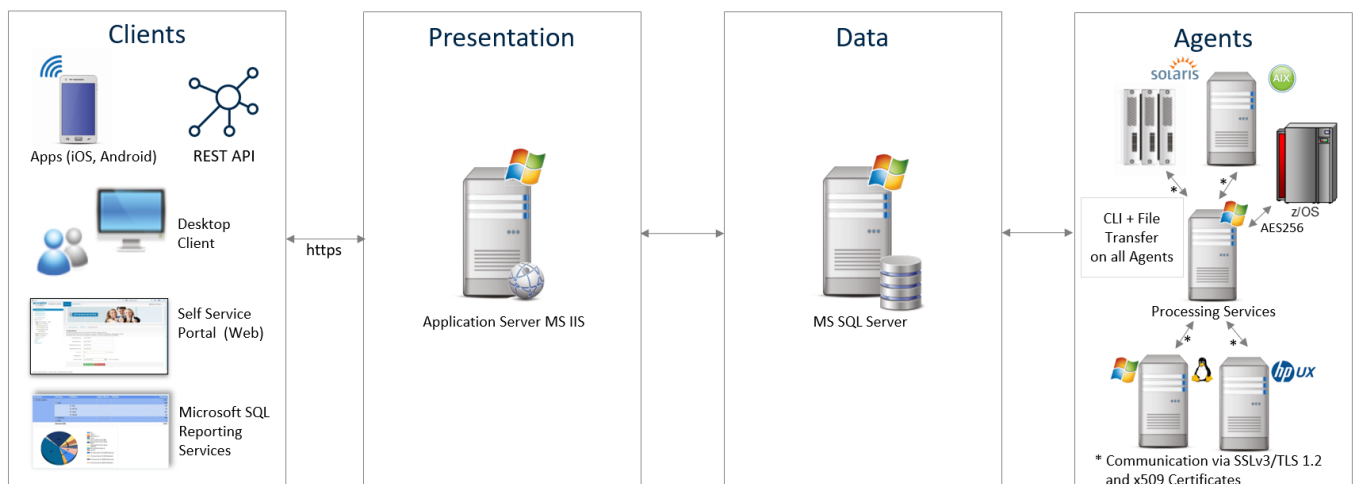 Clients
Apps (iOS, Android)
REST API
Desktop
Client
Self Service
Portal (Web)
Microsoft SQL
Reporting
Services
https
Presentation
Application Server MS IIS
Data
MS SQL Server
Agents
solaris
AIX
*
*
z/OS
AES256
CLI + File
Transfer
on all Agents
Processing Services
*
*
hp UX
* Communication via SSLv3/TLS 1.2
and x509 Certificates